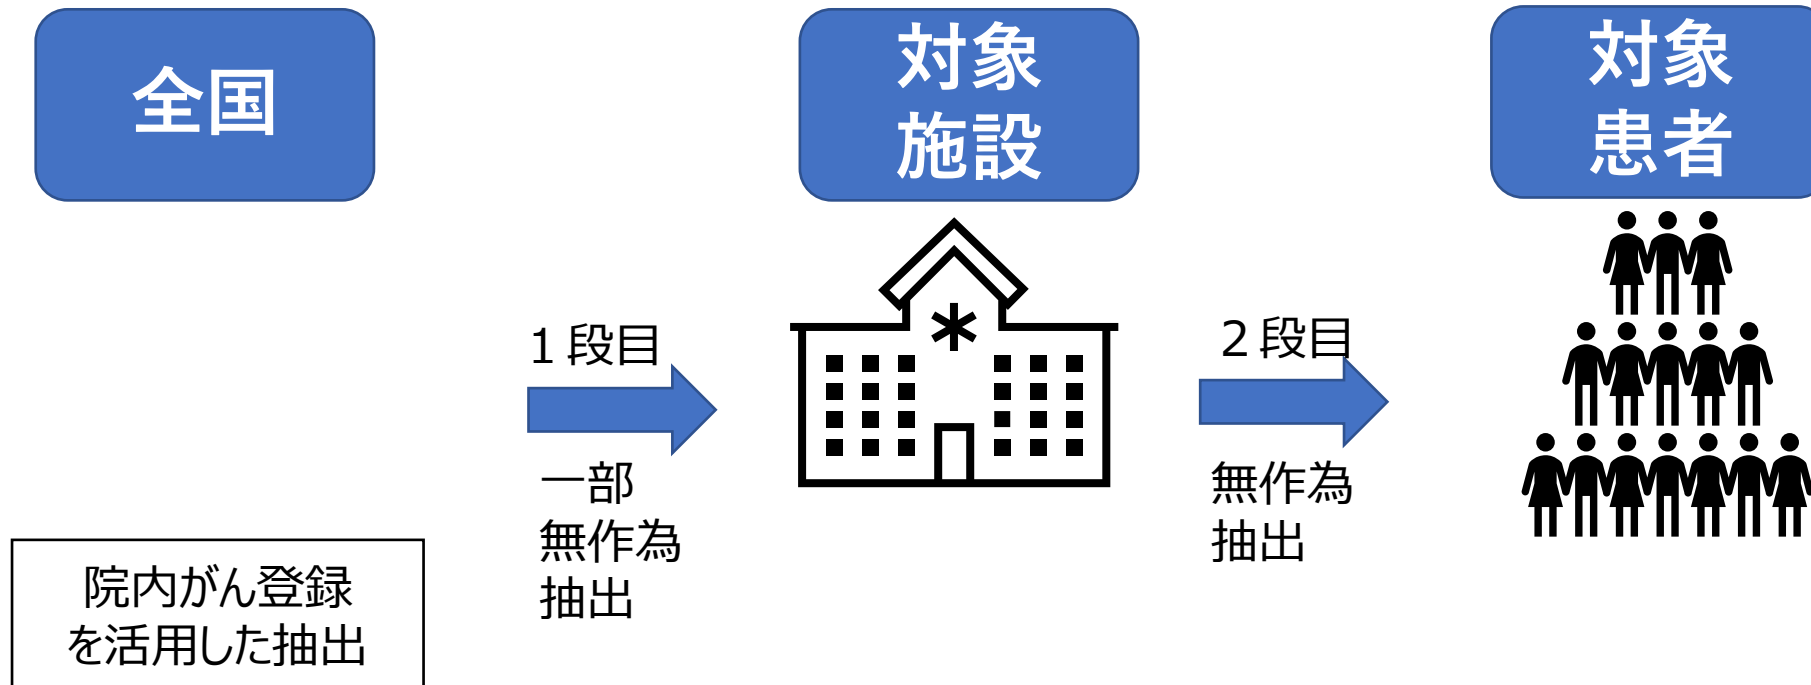 全国
対象
施設
対象
患者
１段目
一部
無作為
抽出
２段目
無作為
抽出
院内がん登録
を活用した抽出